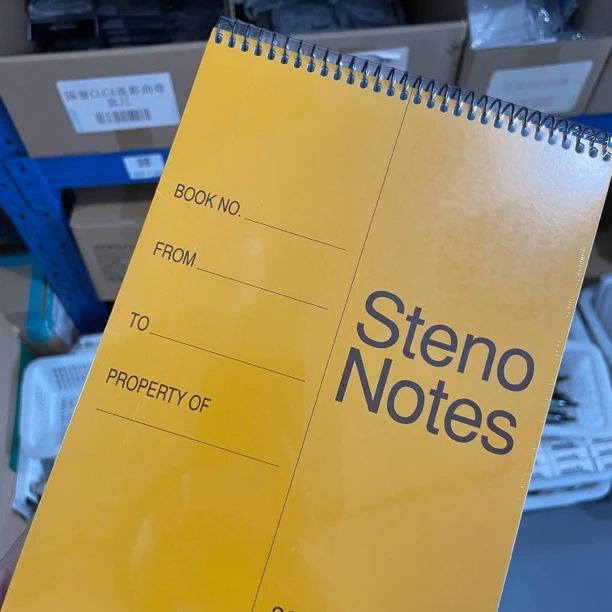 BOOK NO.
FROM
TO
PROPERTY OF
Steno
Notes